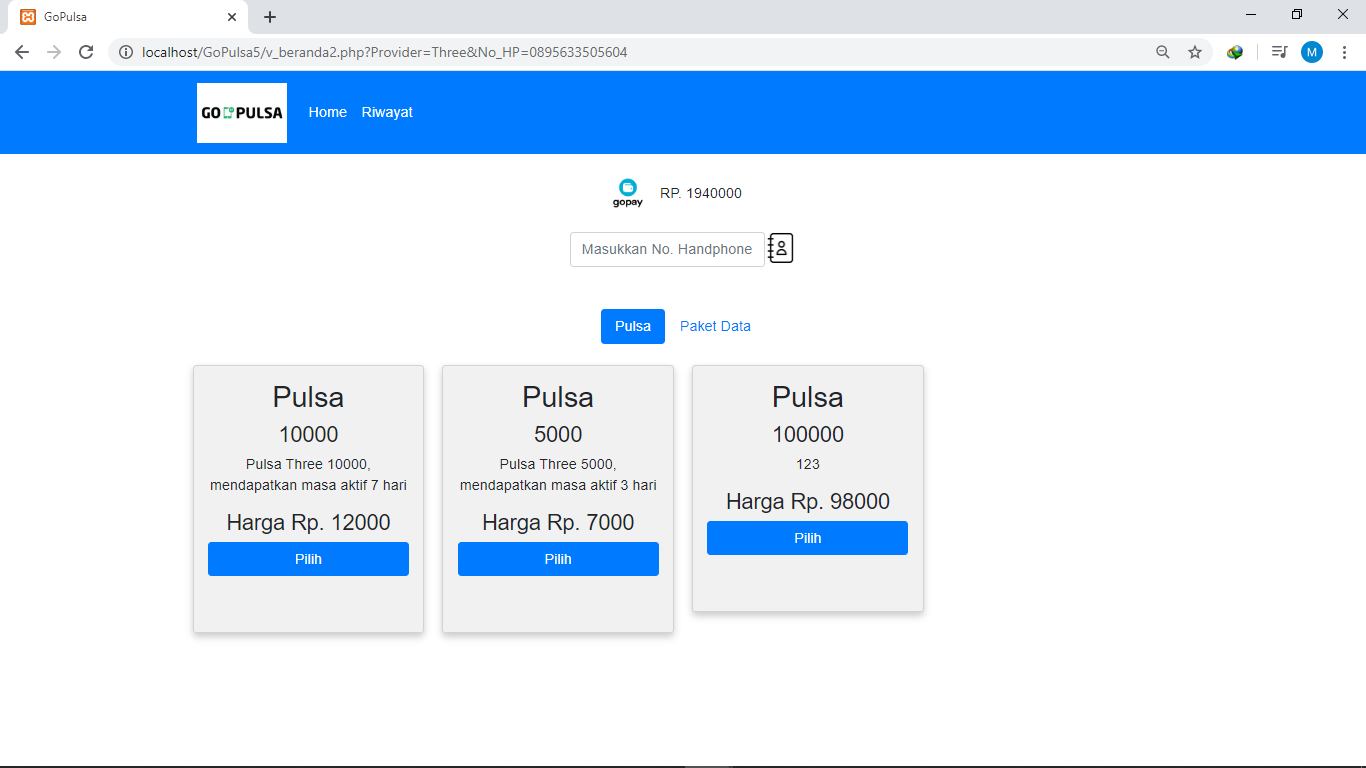 GoPulsa
localhost/GoPulsa5/v_beranda2.php?Provider=Three&No_HP=0895633505604
M
GO PULSA
Home
Riwayat
gopay
RP. 1940000
Masukkan No. Handphone
Pulsa
Paket Data
Pulsa
10000
Pulsa Three 10000,
mendapatkan masa aktif 7 hari
Harga Rp. 12000
Pilih
Pulsa
5000
Pulsa Three 5000,
mendapatkan masa aktif 3 hari
Harga Rp. 7000
Pilih
Pulsa
100000
123
Harga Rp. 98000
Pilih